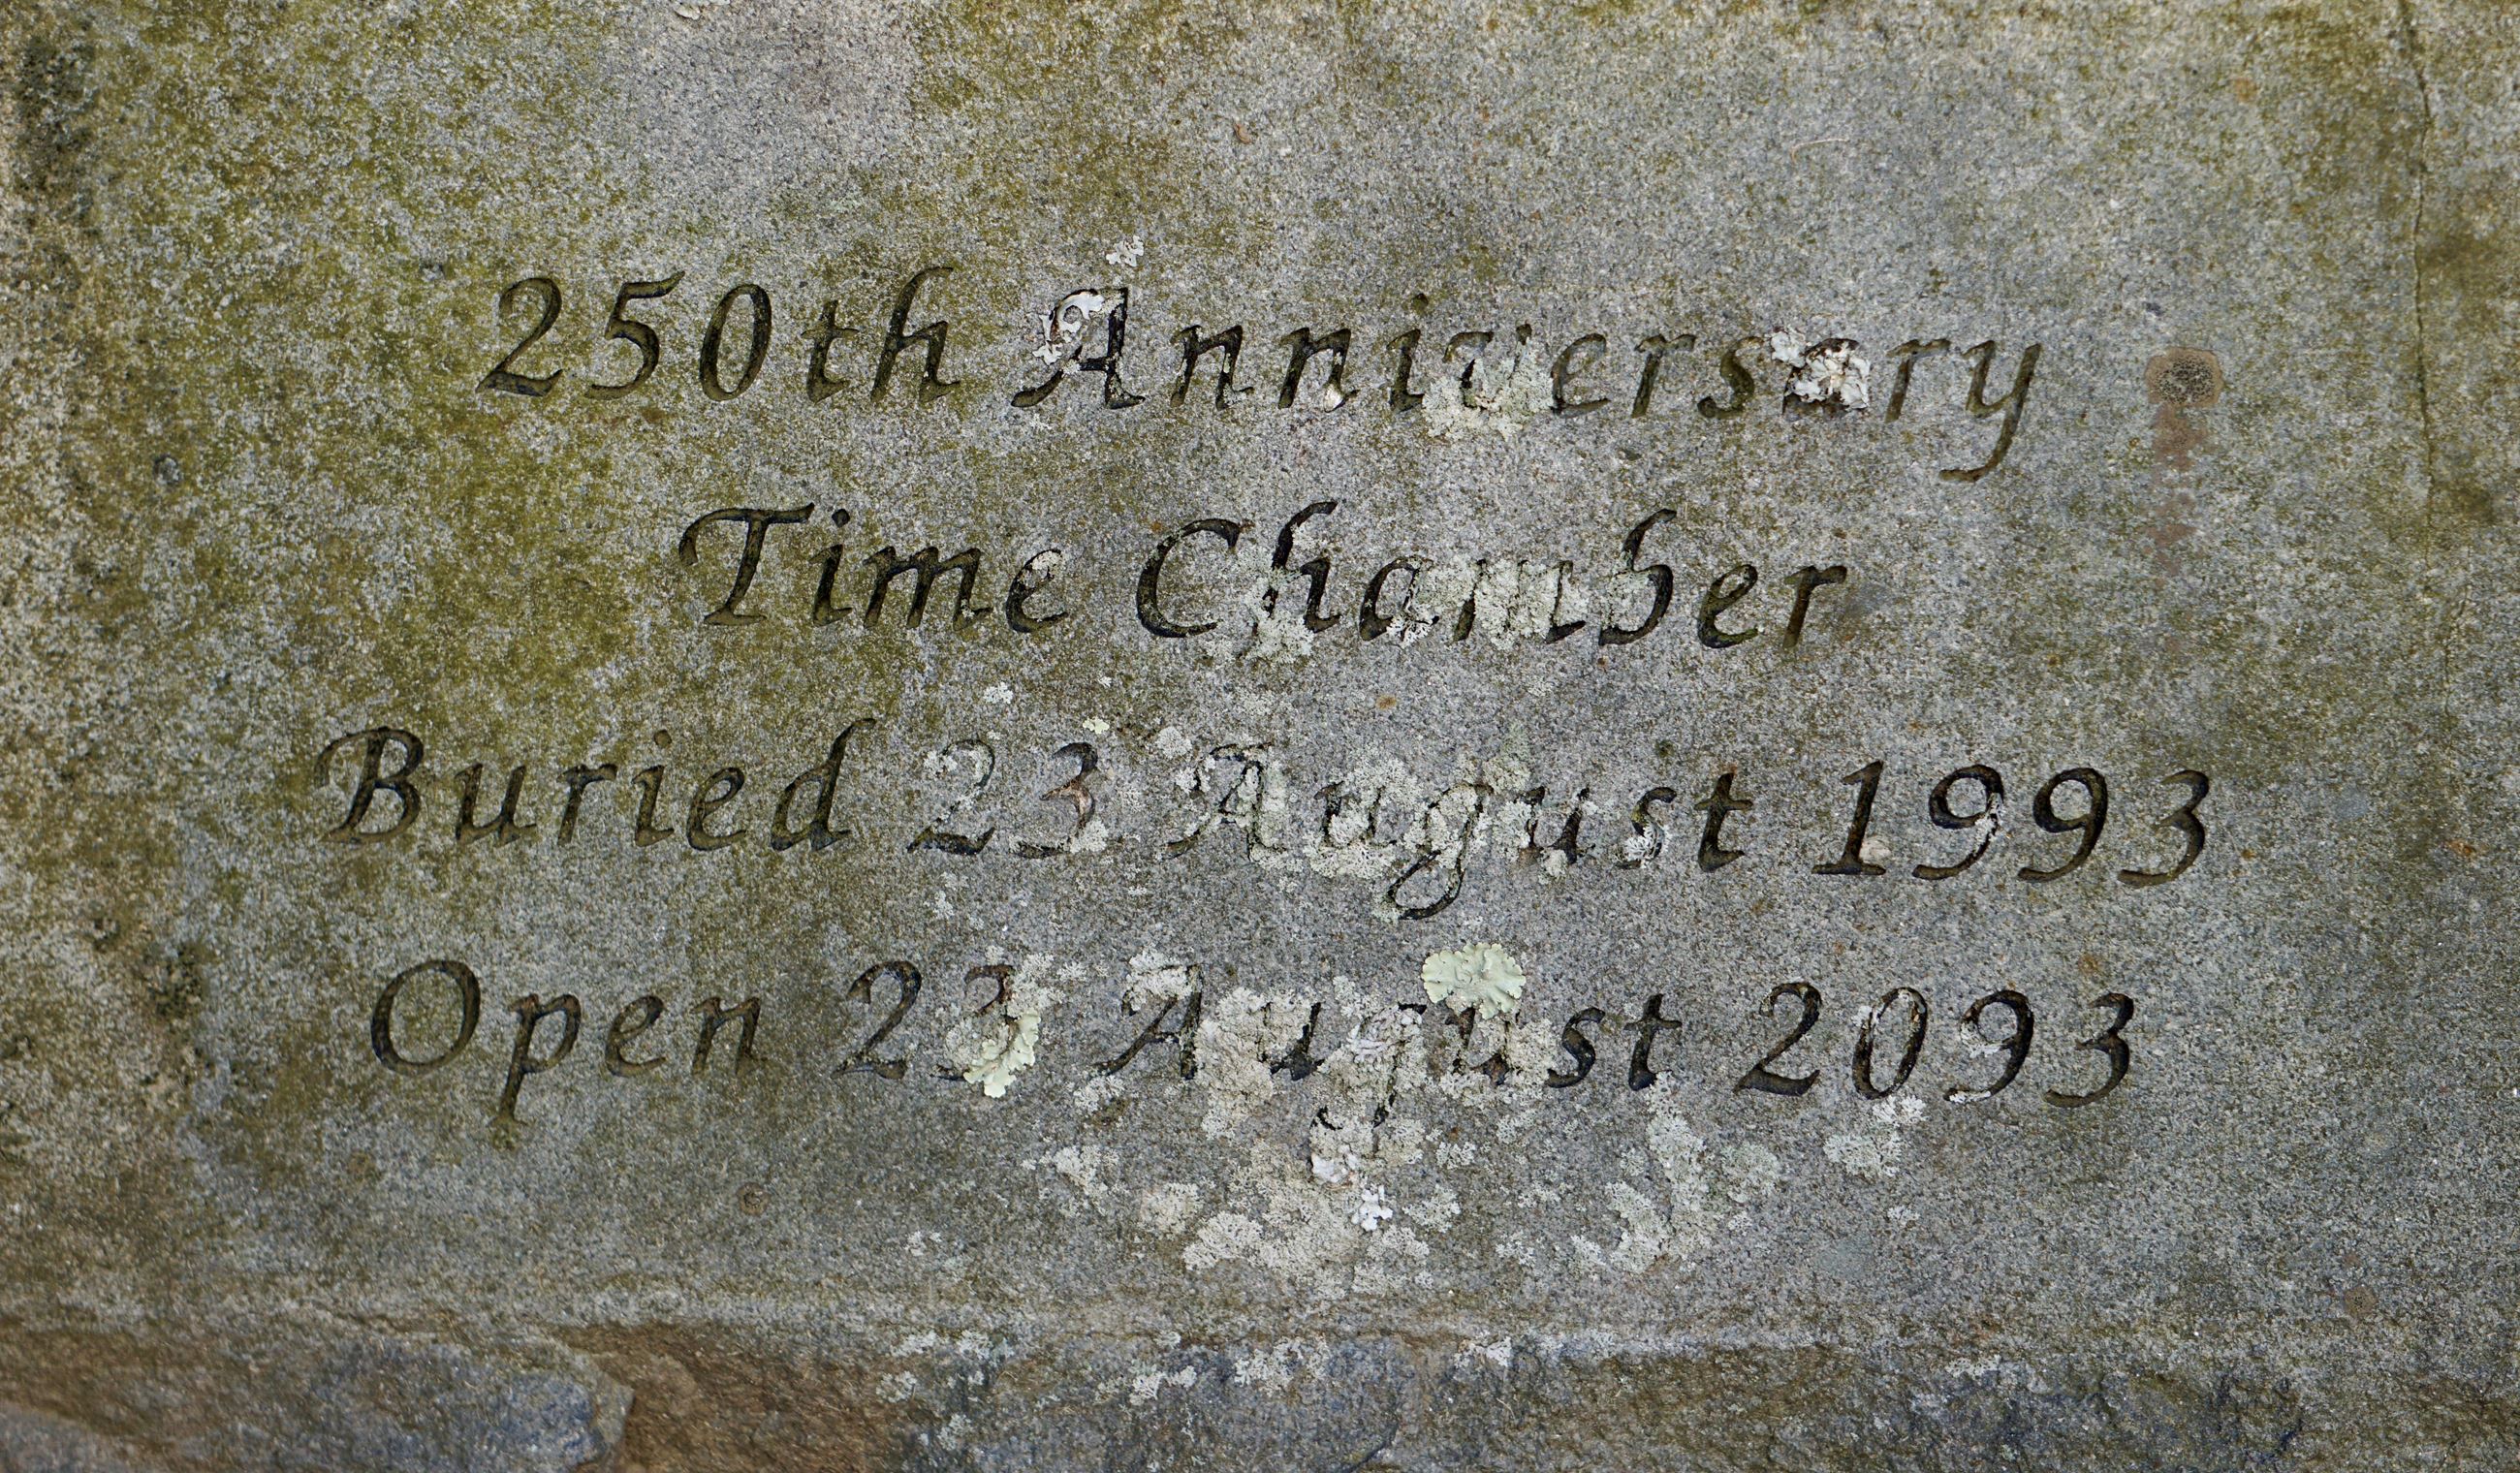 250th Anniversary
Time Chamber
Buried 23 August 1993
Open 23 August 2093